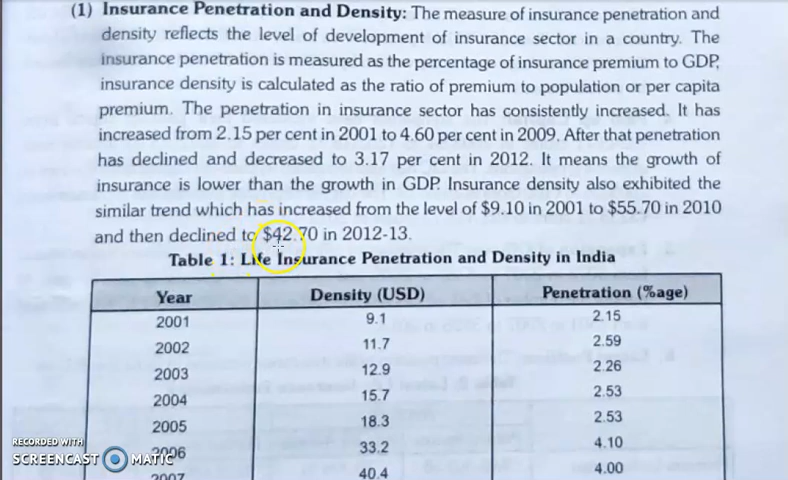 (1) Insurance Penetration and Density: The measure of insurance penetration and
density reflects the level of development of insurance sector in a country. The
insurance penetration is measured as the percentage of insurance premium to GDP,
insurance density is calculated as the ratio of premium to population or per capita
premium. The penetration in insurance sector has consistently increased. It has
increased from 2.15 per cent in 2001 to 4.60 per cent in 2009. After that penetration
has declined and decreased to 3.17 per cent in 2012. It means the growth of
insurance is lower than the growth in GDP. Insurance density also exhibited the
similar trend which has increased from the level of $9.10 in 2001 to $55.70 in 2010
and then declined to $42.70 in 2012-13.
Table 1: Life Insurance Penetration and Density in India
Year Density (USD) Penetration (%age)
2001 9.1 2.15
2002 11.7 2.59
2003 12.9 2.26
2004 15.7 2.53
2005 18.3 2.53
2006 33.2 4.10
2007 40.4 4.00
RECORDED WITH
SCREENCAST MATIC